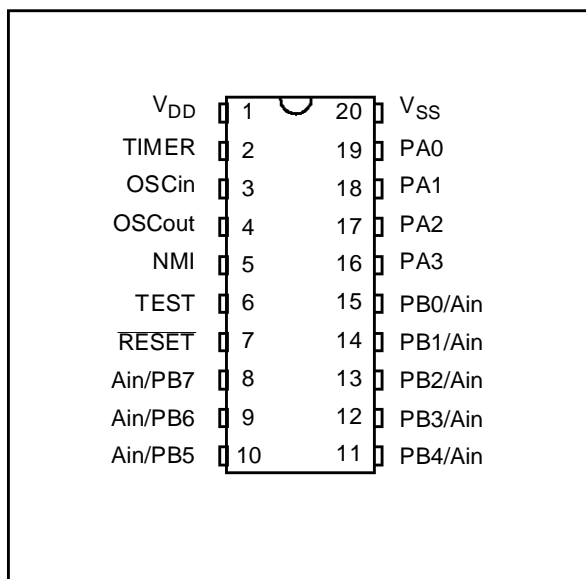 VDD 1 20 VSS
TIMER 2 19 PA0
OSCin 3 18 PA1
OSCout 4 17 PA2
NMI 5 16 PA3
TEST 6 15 PB0/Ain
RESET 7 14 PB1/Ain
Ain/PB7 8 13 PB2/Ain
Ain/PB6 9 12 PB3/Ain
Ain/PB5 10 11 PB4/Ain